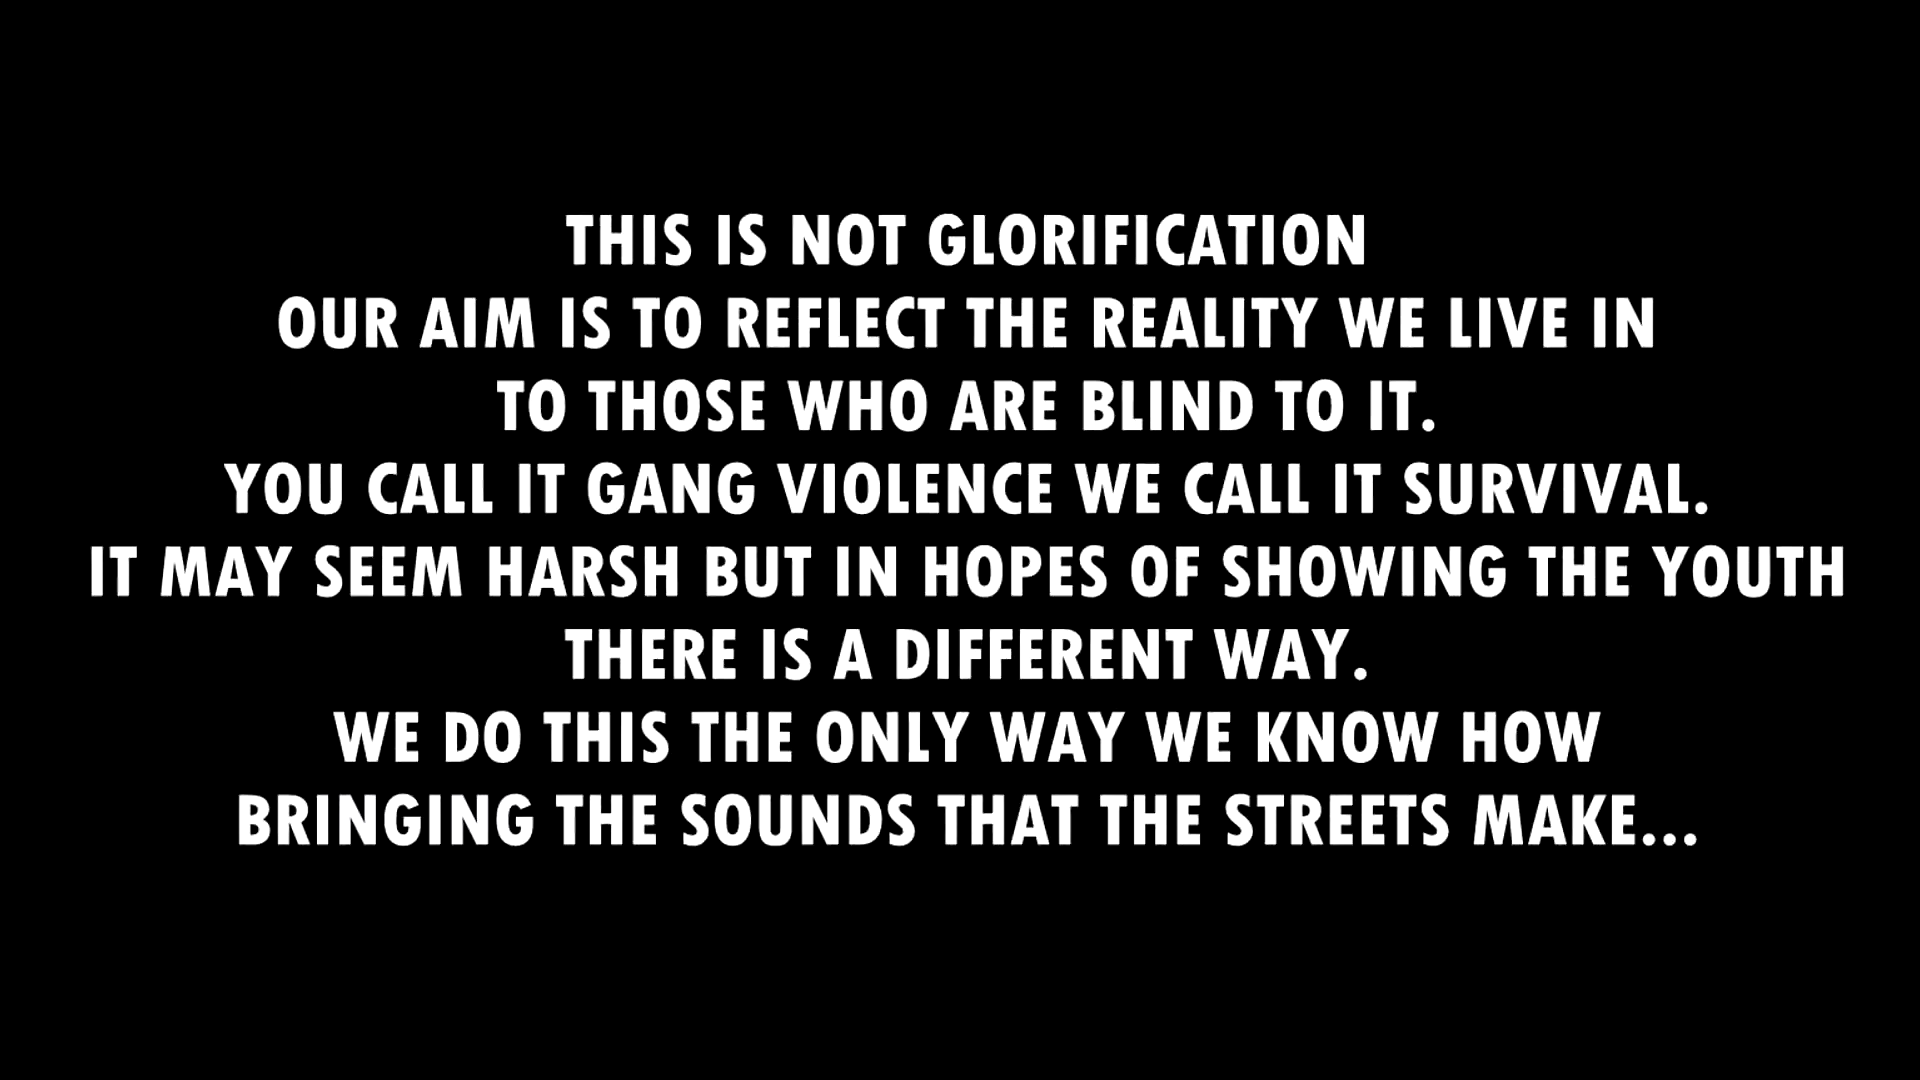 THIS IS NOT GLORIFICATION
OUR AIM IS TO REFLECT THE REALITY WE LIVE IN
TO THOSE WHO ARE BLIND TO IT.
YOU CALL IT GANG VIOLENCE WE CALL IT SURVIVAL.
IT MAY SEEM HARSH BUT IN HOPES OF SHOWING THE YOUTH
THERE IS A DIFFERENT WAY.
WE DO THIS THE ONLY WAY WE KNOW HOW
BRINGING THE SOUNDS THAT THE STREETS MAKE...